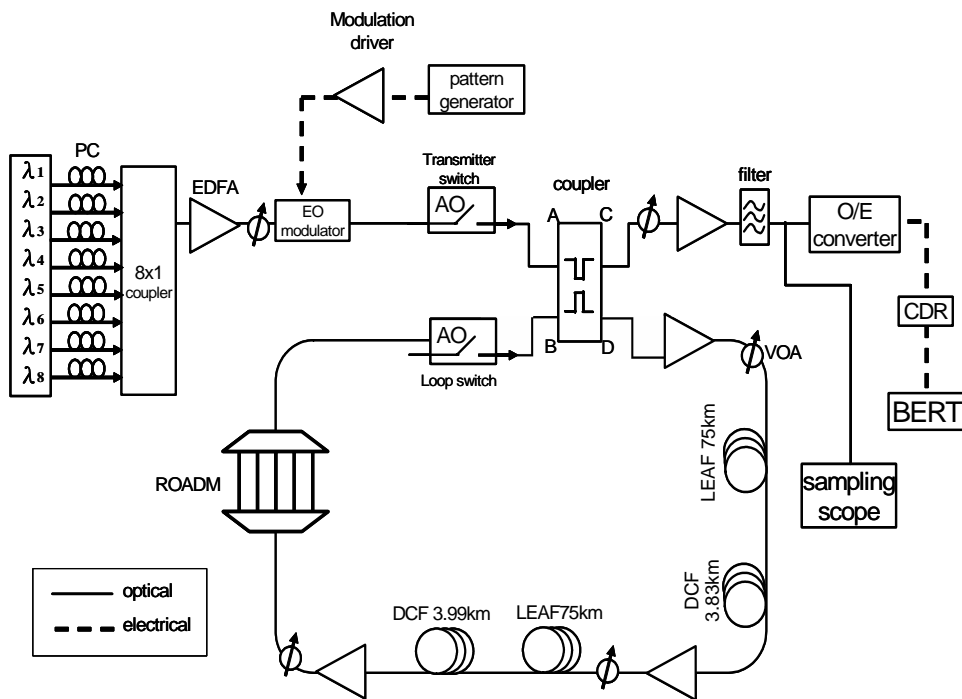 Modulation
driver
pattern
generator
PC
λ1
λ2
λ3
λ4
λ5
λ6
λ7
λ8
8x1
coupler
EDFA
EO
modulator
Transmitter
switch
AO
coupler
A
C
B
D
filter
O/E
converter
CDR
BERT
sampling
scope
AO
Loop switch
VOA
LEAF 75km
DCF
3.83km
LEAF75km
DCF 3.99km
ROADM
optical
electrical